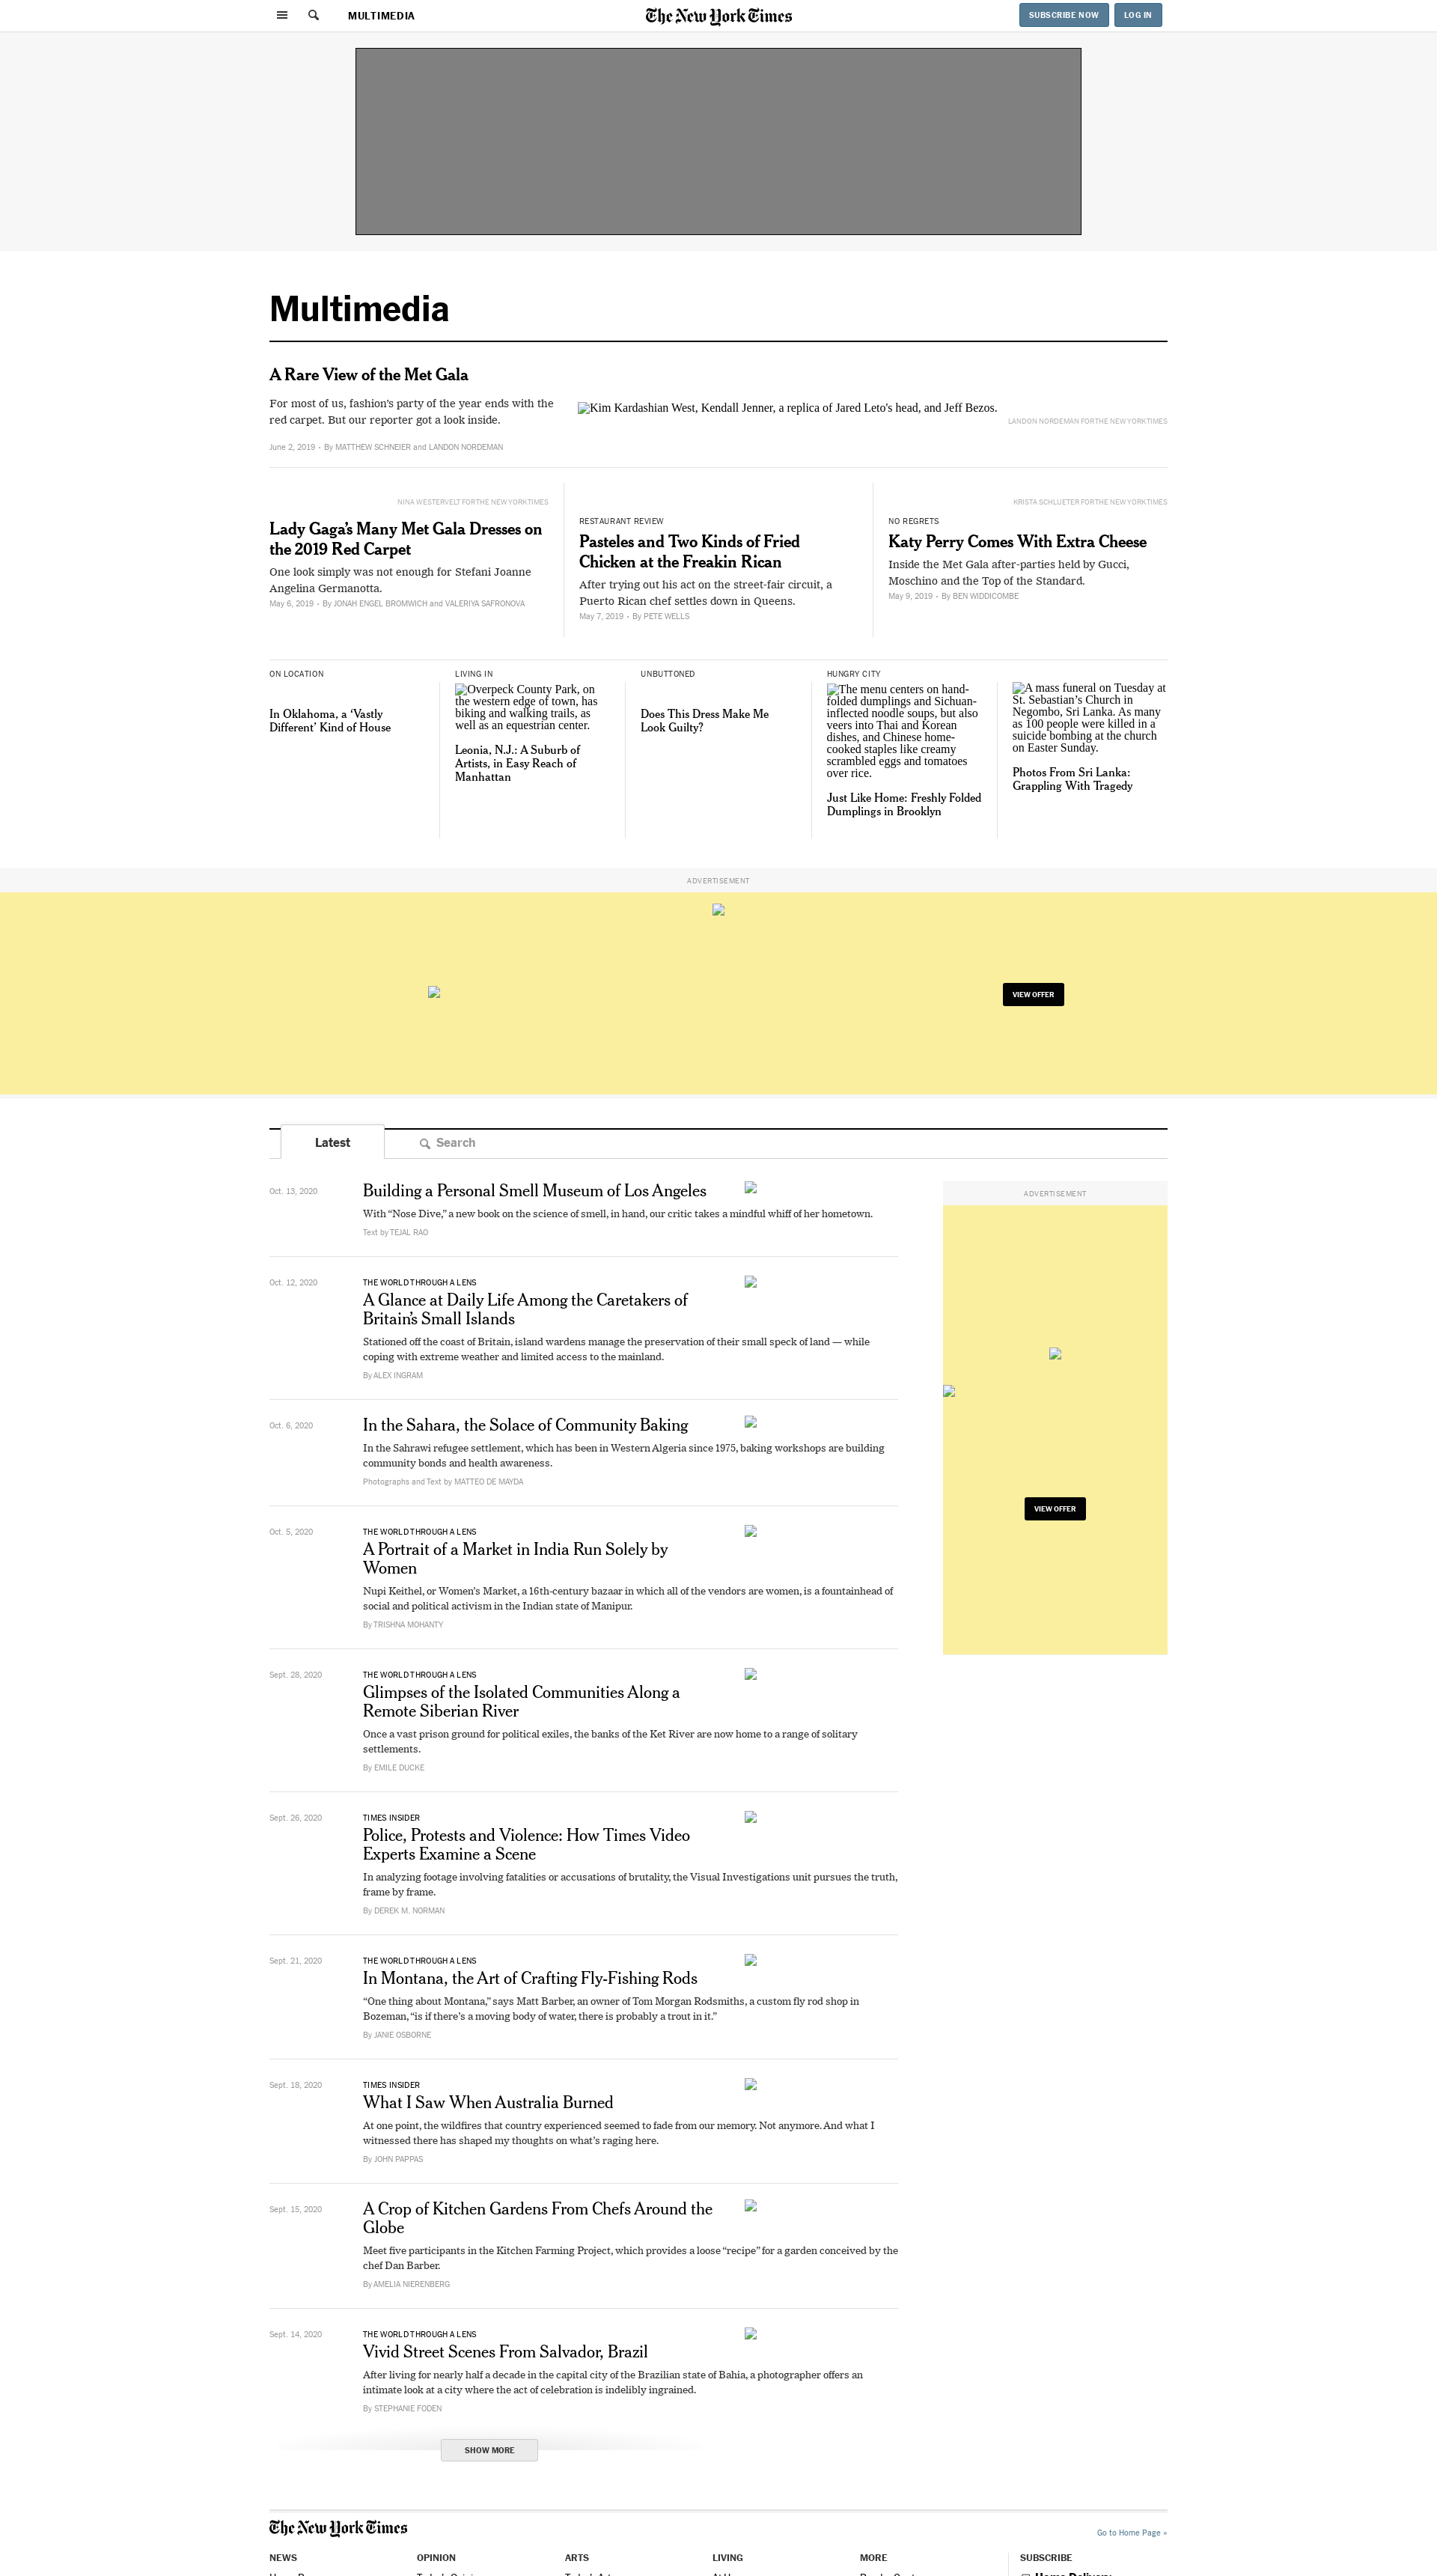 MULTIMEDIA
The New York Times
SUBSCRIBE NOW
LOG IN
Multimedia
A Rare View of the Met Gala
For most of us, fashion's party of the year ends with the
red carpet. But our reporter got a look inside.
June 2, 2019 • By MATTHEW SCHNEIER and LANDON NORDEMAN
Kim Kardashian West, Kendall Jenner, a replica of Jared Leto's head, and Jeff Bezos.
LANDON NORDEMAN FOR THE NEW YORK TIMES
NINA WESTERVELT FOR THE NEW YORK TIMES
Lady Gaga’s Many Met Gala Dresses on
the 2019 Red Carpet
One look simply was not enough for Stefani Joanne
Angelina Germanotta.
May 6, 2019 • By JONAH ENGEL BROMWICH and VALERIYA SAFRONOVA
RESTAURANT REVIEW
Pasteles and Two Kinds of Fried
Chicken at the Freakin Rican
After trying out his act on the street-fair circuit, a
Puerto Rican chef settles down in Queens.
May 7, 2019 • By PETE WELLS
KRISTA SCHLUETER FOR THE NEW YORK TIMES
NO REGRETS
Katy Perry Comes With Extra Cheese
Inside the Met Gala after-parties held by Gucci,
Moschino and the Top of the Standard.
May 9, 2019 • By BEN WIDDICOMBE
ON LOCATION
In Oklahoma, a ‘Vastly
Different’ Kind of House
LIVING IN
Overpeck County Park, on
the western edge of town, has
biking and walking trails, as
well as an equestrian center.
Leonia, N.J.: A Suburb of
Artists, in Easy Reach of
Manhattan
UNBUTTONED
Does This Dress Make Me
Look Guilty?
HUNGRY CITY
The menu centers on hand-
folded dumplings and Sichuan-
inflected noodle soups, but also
veers into Thai and Korean
dishes, and Chinese home-
cooked staples like creamy
scrambled eggs and tomatoes
over rice.
Just Like Home: Freshly Folded
Dumplings in Brooklyn
A mass funeral on Tuesday at
St. Sebastian’s Church in
Negombo, Sri Lanka. As many
as 100 people were killed in a
suicide bombing at the church
on Easter Sunday.
Photos From Sri Lanka:
Grappling With Tragedy
ADVERTISEMENT
VIEW OFFER
Latest
Search
Oct. 13, 2020
Building a Personal Smell Museum of Los Angeles
With “Nose Dive,” a new book on the science of smell, in hand, our critic takes a mindful whiff of her hometown.
Text by TEJAL RAO
ADVERTISEMENT
VIEW OFFER
Oct. 12, 2020
THE WORLD THROUGH A LENS
A Glance at Daily Life Among the Caretakers of
Britain’s Small Islands
Stationed off the coast of Britain, island wardens manage the preservation of their small speck of land — while
coping with extreme weather and limited access to the mainland.
By ALEX INGRAM
Oct. 6, 2020
In the Sahara, the Solace of Community Baking
In the Sahrawi refugee settlement, which has been in Western Algeria since 1975, baking workshops are building
community bonds and health awareness.
Photographs and Text by MATTEO DE MAYDA
Oct. 5, 2020
THE WORLD THROUGH A LENS
A Portrait of a Market in India Run Solely by
Women
Nupi Keithel, or Women’s Market, a 16th-century bazaar in which all of the vendors are women, is a fountainhead of
social and political activism in the Indian state of Manipur.
By TRISHNA MOHANTY
Sept. 28, 2020
THE WORLD THROUGH A LENS
Glimpses of the Isolated Communities Along a
Remote Siberian River
Once a vast prison ground for political exiles, the banks of the Ket River are now home to a range of solitary
settlements.
By EMILE DUCKE
Sept. 26, 2020
TIMES INSIDER
Police, Protests and Violence: How Times Video
Experts Examine a Scene
In analyzing footage involving fatalities or accusations of brutality, the Visual Investigations unit pursues the truth,
frame by frame.
By DEREK M. NORMAN
Sept. 21, 2020
THE WORLD THROUGH A LENS
In Montana, the Art of Crafting Fly-Fishing Rods
“One thing about Montana,” says Matt Barber, an owner of Tom Morgan Rodsmiths, a custom fly rod shop in
Bozeman, “is if there’s a moving body of water, there is probably a trout in it.”
By JANIE OSBORNE
Sept. 18, 2020
TIMES INSIDER
What I Saw When Australia Burned
At one point, the wildfires that country experienced seemed to fade from our memory. Not anymore. And what I
witnessed there has shaped my thoughts on what’s raging here.
By JOHN PAPPAS
Sept. 15, 2020
A Crop of Kitchen Gardens From Chefs Around the
Globe
Meet five participants in the Kitchen Farming Project, which provides a loose “recipe” for a garden conceived by the
chef Dan Barber.
By AMELIA NIERENBERG
Sept. 14, 2020
THE WORLD THROUGH A LENS
Vivid Street Scenes From Salvador, Brazil
After living for nearly half a decade in the capital city of the Brazilian state of Bahia, a photographer offers an
intimate look at a city where the act of celebration is indelibly ingrained.
By STEPHANIE FODEN
SHOW MORE
The New York Times
Go to Home Page »
NEWS
OPINION
ARTS
MORE
SUBSCRIBE